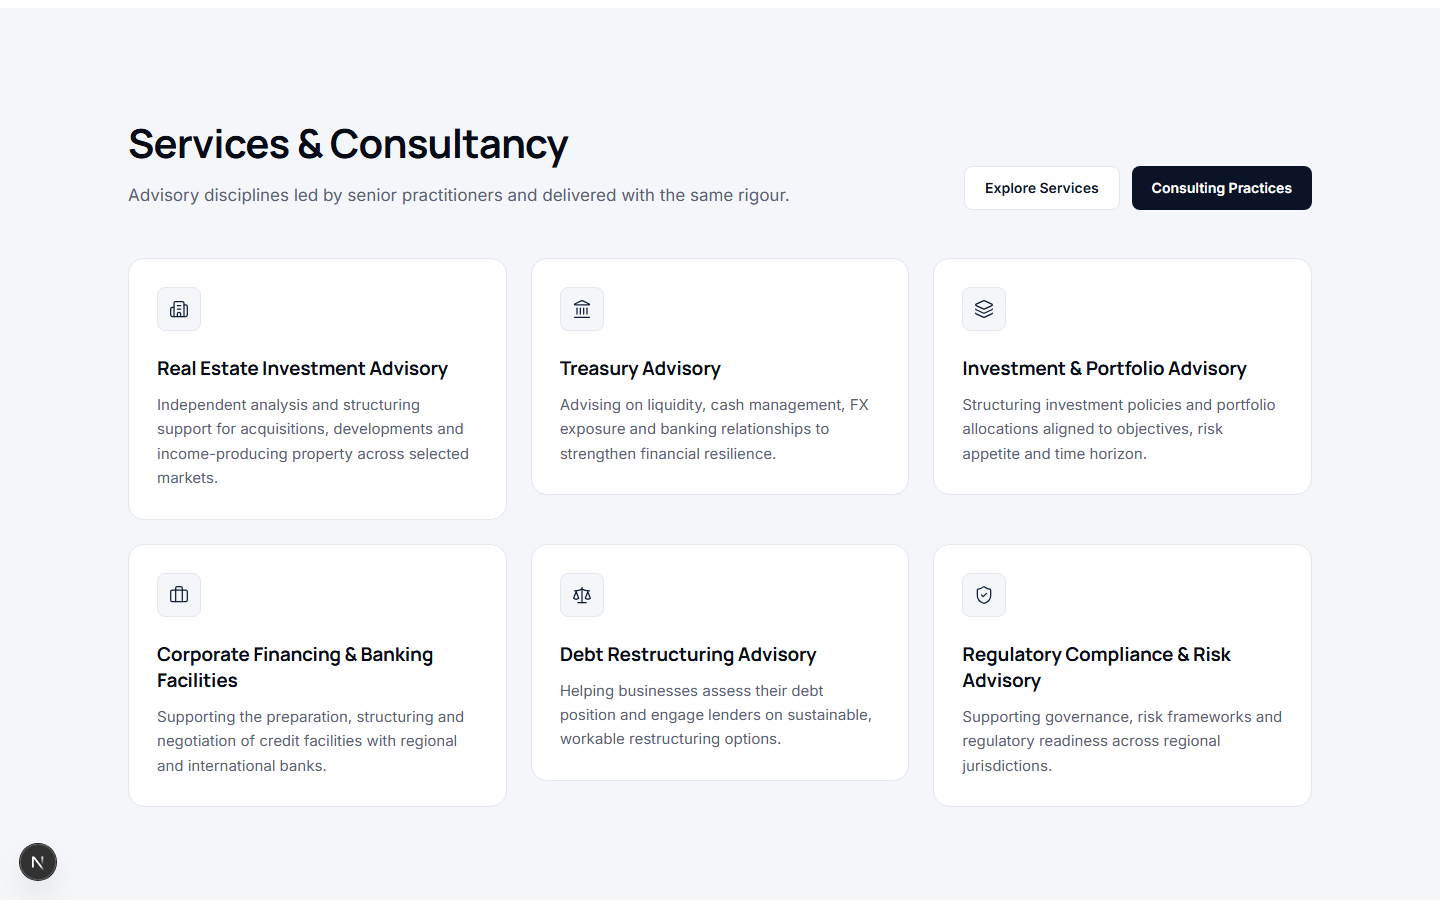 Services & Consultancy
Advisory disciplines led by senior practitioners and delivered with the same rigour.
Explore Services
Consulting Practices
Real Estate Investment Advisory
Independent analysis and structuring
support for acquisitions, developments and
income-producing property across selected
markets.
Treasury Advisory
Advising on liquidity, cash management, FX
exposure and banking relationships to
strengthen financial resilience.
Investment & Portfolio Advisory
Structuring investment policies and portfolio
allocations aligned to objectives, risk
appetite and time horizon.
Corporate Financing & Banking
Facilities
Supporting the preparation, structuring and
negotiation of credit facilities with regional
and international banks.
Debt Restructuring Advisory
Helping businesses assess their debt
position and engage lenders on sustainable,
workable restructuring options.
Regulatory Compliance & Risk
Advisory
Supporting governance, risk frameworks and
regulatory readiness across regional
jurisdictions.
N